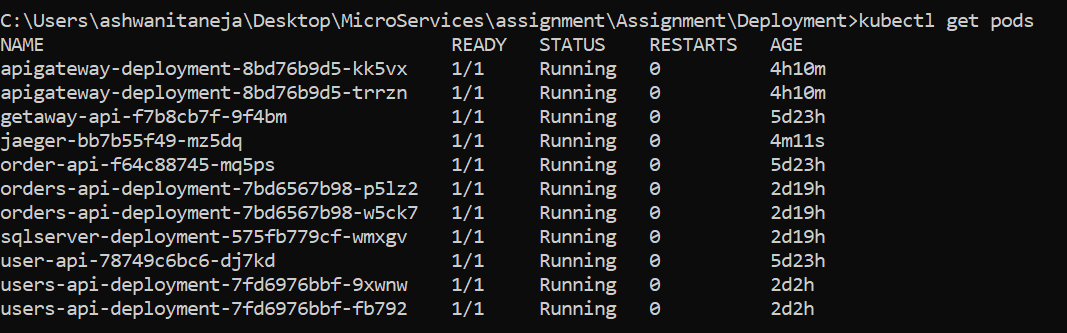 C:\Users\ashwanitaneja\Desktop\MicroServices\assignment\Assignment\Deployment>kubectl get pods
NAME READY STATUS RESTARTS AGE
apigateway-deployment-8bd76b9d5-kk5vx 1/1 Running 0 4h10m
apigateway-deployment-8bd76b9d5-trrzn 1/1 Running 0 4h10m
getaway-api-f7b8cb7f-9f4bm 1/1 Running 0 5d23h
jaeger-bb7b55f49-mz5dq 1/1 Running 0 4m11s
order-api-f64c88745-mq5ps 1/1 Running 0 5d23h
orders-api-deployment-7bd6567b98-p5lz2 1/1 Running 0 2d19h
orders-api-deployment-7bd6567b98-w5ck7 1/1 Running 0 2d19h
sqlserver-deployment-575fb779cf-wmxgv 1/1 Running 0 2d19h
user-api-78749c6bc6-dj7kd 1/1 Running 0 5d23h
users-api-deployment-7fd6976bbf-9xwnw 1/1 Running 0 2d2h
users-api-deployment-7fd6976bbf-fb792 1/1 Running 0 2d2h